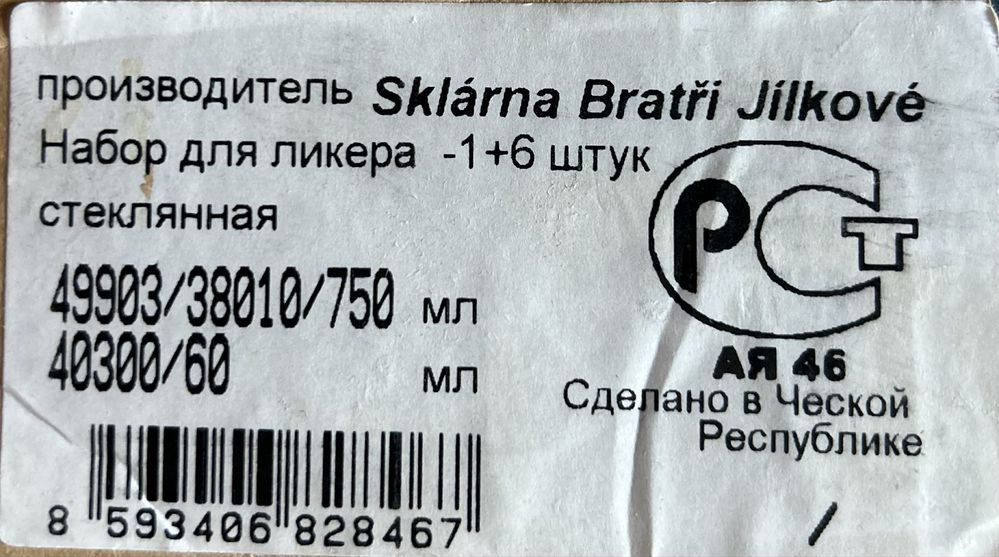 производитель Sklárna Bratři Jílkové
Набор для ликера -1+6 штук
стеклянная
49903/38010/750 мл
40300/60 мл
РСТ
АЯ 46
Сделано в Ческой
Республике
8 593406 828467
/